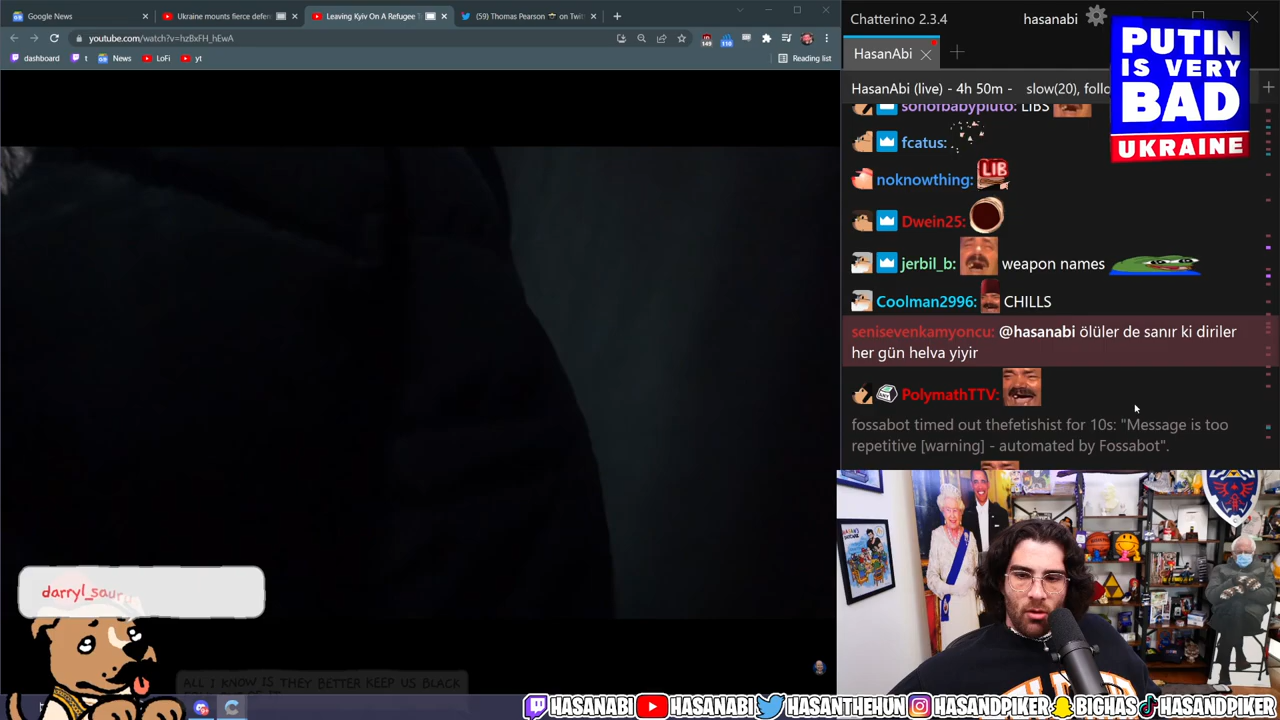 Google News
Ukraine mounts fierce defen
Leaving Kyiv On A Refugee T
(59) Thomas Pearson
on Twit
youtube.com/watch?v=hzBxFH_hEwA
dashboard
t
News
LoFi
yt
Reading list
Chatterino 2.3.4
hasanabi
HasanAbi
HasanAbi (live) - 4h 50m -
slow(20), follo
PUTIN
IS VERY
BAD
UKRAINE
sonofbabypluto: LIBS
fcatus:
noknowthing:
LIB
Dwein25:
jerbil_b:
weapon names
Coolman2996:
CHILLS
senisevenkamyoncu: @hasanabi ölüler de sanır ki diriler
her gün helva yiyir
PolymathTTV:
fossabot timed out thefetishist for 10s: "Message is too
repetitive [warning] - automated by Fossabot".
darryl_sauru
ALL I KNOW IS THEY BETTER KEEP US BLACK
HASANABI
HASANABI
HASANTHEHUN
HASANDPIKER
BIGHAS
HASANDPIKER